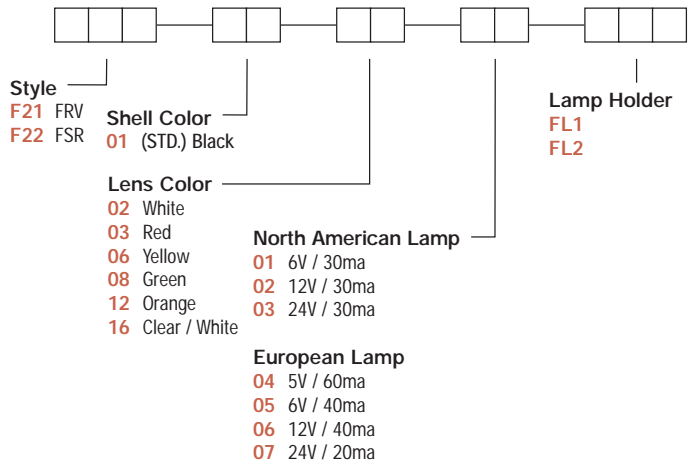 Style
F21 FRV
F22 FSR
Shell Color
01 (STD.) Black
Lens Color
02 White
03 Red
06 Yellow
08 Green
12 Orange
16 Clear / White
North American Lamp
01 6V / 30ma
02 12V / 30ma
03 24V / 30ma
European Lamp
04 5V / 60ma
05 6V / 40ma
06 12V / 40ma
07 24V / 20ma
Lamp Holder
FL1
FL2